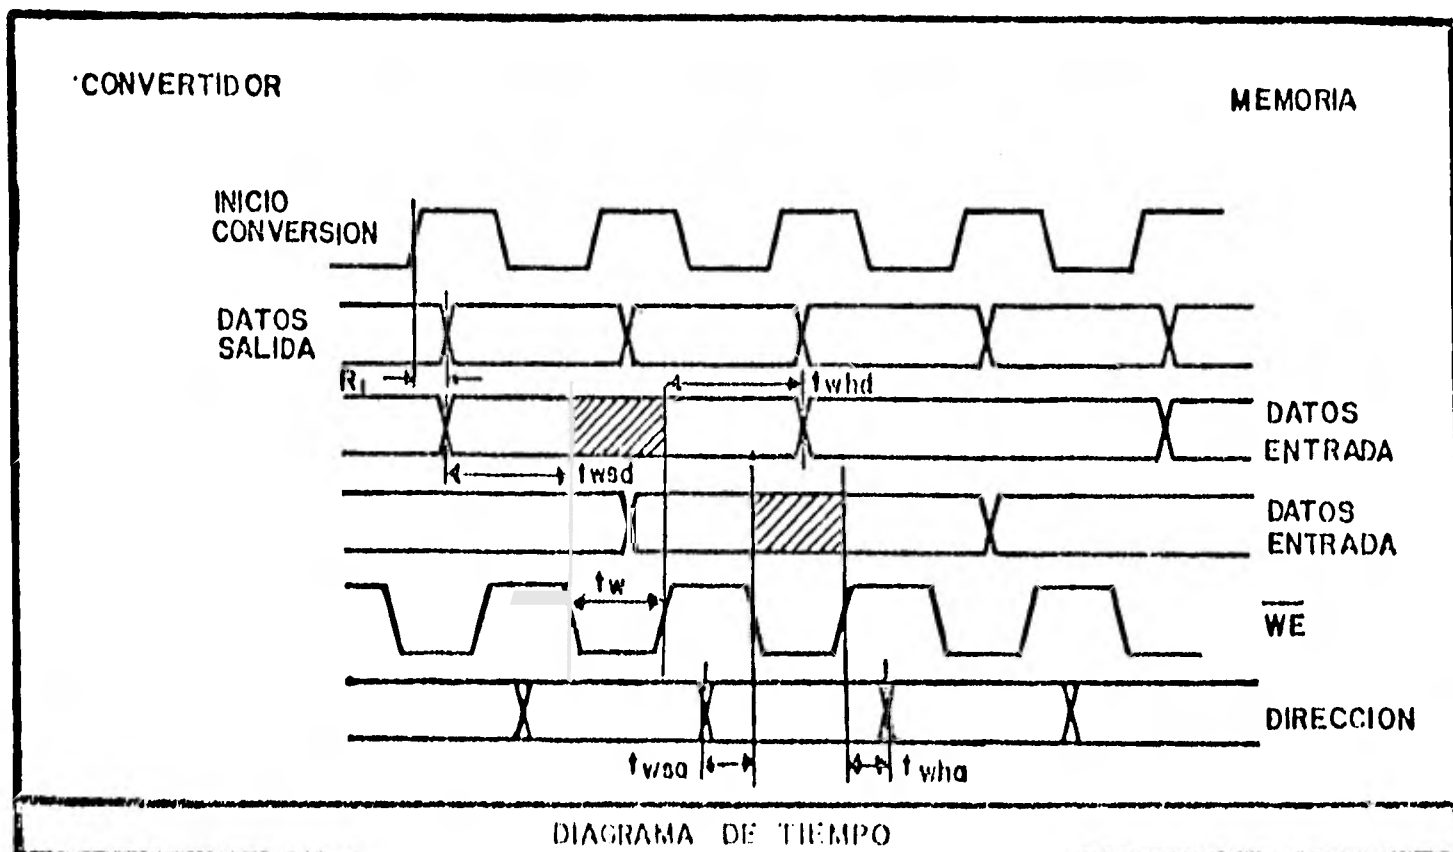 CONVERTIDOR
MEMORIA
INICIO
CONVERSION
DATOS
SALIDA
R1
twhd
DATOS
ENTRADA
twsd
DATOS
ENTRADA
tw
WE
DIRECCION
twsa
twha
DIAGRAMA DE TIEMPO